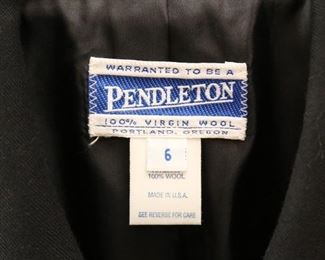 WARRANTED TO BE A
PENDLETON
100% VIRGIN WOOL
PORTLAND, OREGON
6
100% WOOL
MADE IN U.S.A.
SEE REVERSE FOR CARE